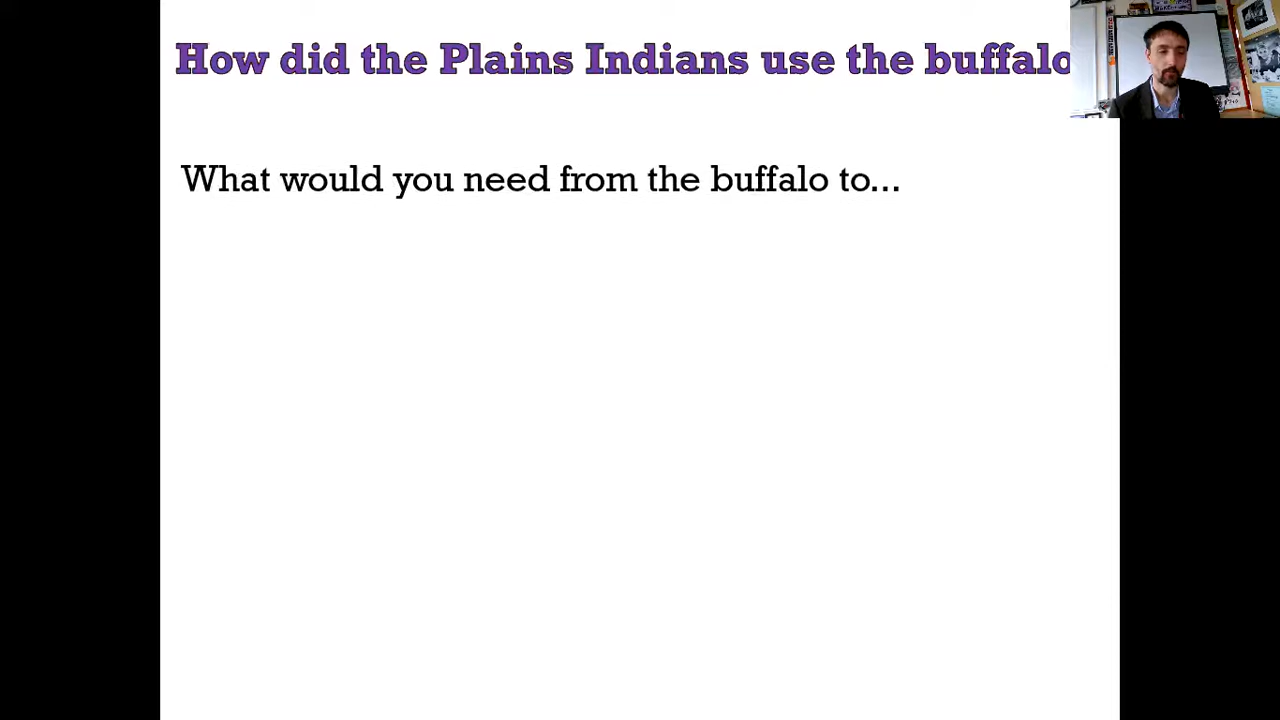 How did the Plains Indians use the buffalo
What would you need from the buffalo to...